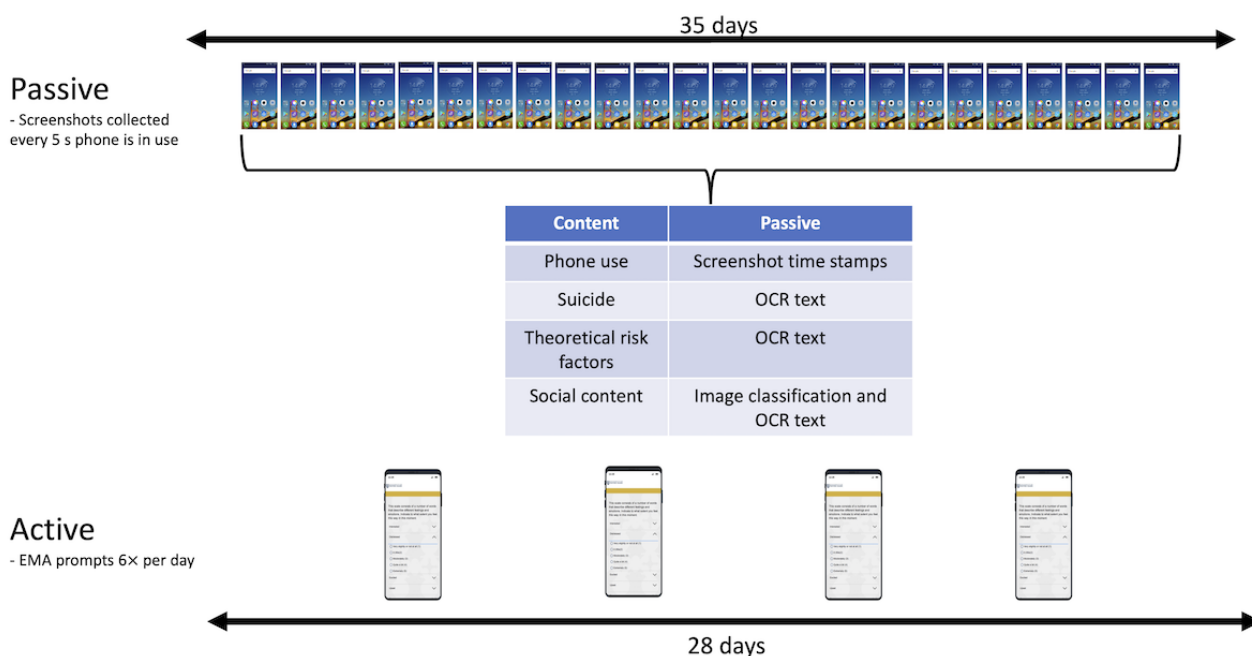 35 days
Passive
- Screenshots collected
every 5 s phone is in use
Content Passive
Phone use Screenshot time stamps
Suicide OCR text
Theoretical risk
factors
OCR text
Social content Image classification and
OCR text
Active
- EMA prompts 6× per day
28 days